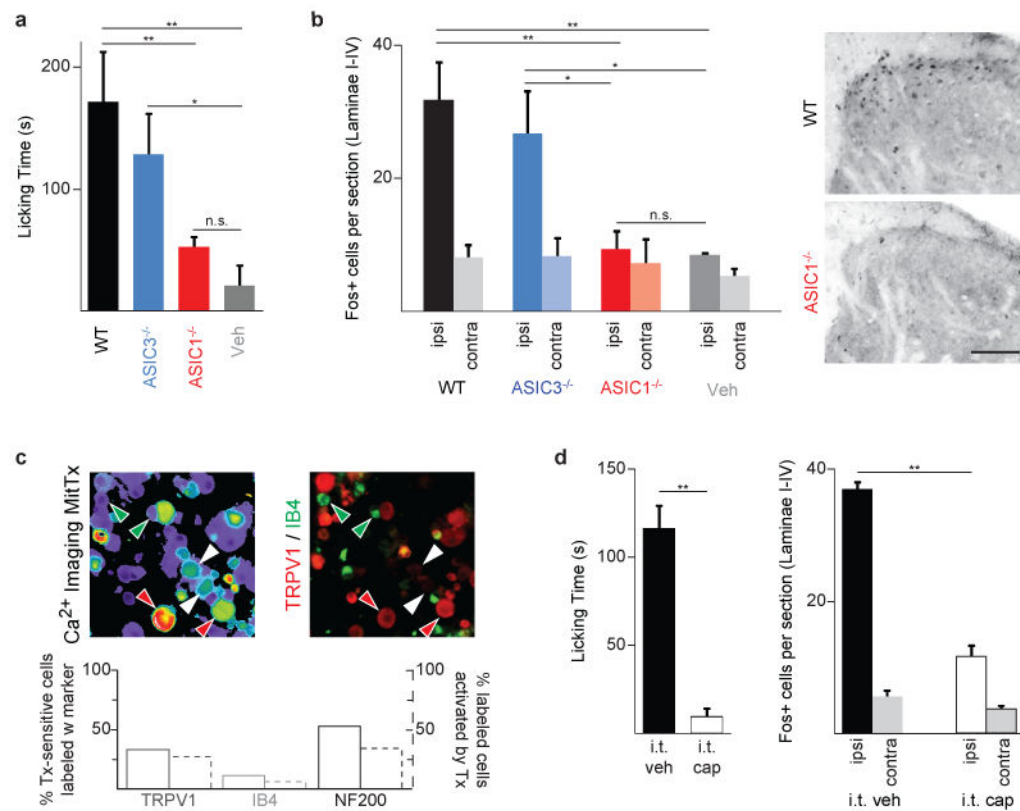 a
**
**
*
n.s.
Licking Time (s)
200
100
WT
ASIC3-/-
ASIC1-/-
Veh
b
**
**
*
*
n.s.
Fos+ cells per section (Laminae I-IV)
40
20
ipsi
contra
ipsi
contra
ipsi
contra
ipsi
contra
WT
ASIC3-/-
ASIC1-/-
Veh
WT
ASIC1-/-
c
Ca2+ Imaging MitTx
TRPV1 / IB4
% Tx-sensitive cells
labeled w marker
100
50
100
50
% labeled cells
activated by Tx
TRPV1
IB4
NF200
d
Licking Time (s)
150
100
50
**
i.t.
veh
i.t.
cap
Fos+ cells per section (Laminae I-IV)
40
20
**
ipsi
contra
ipsi
contra
i.t. veh
i.t. cap